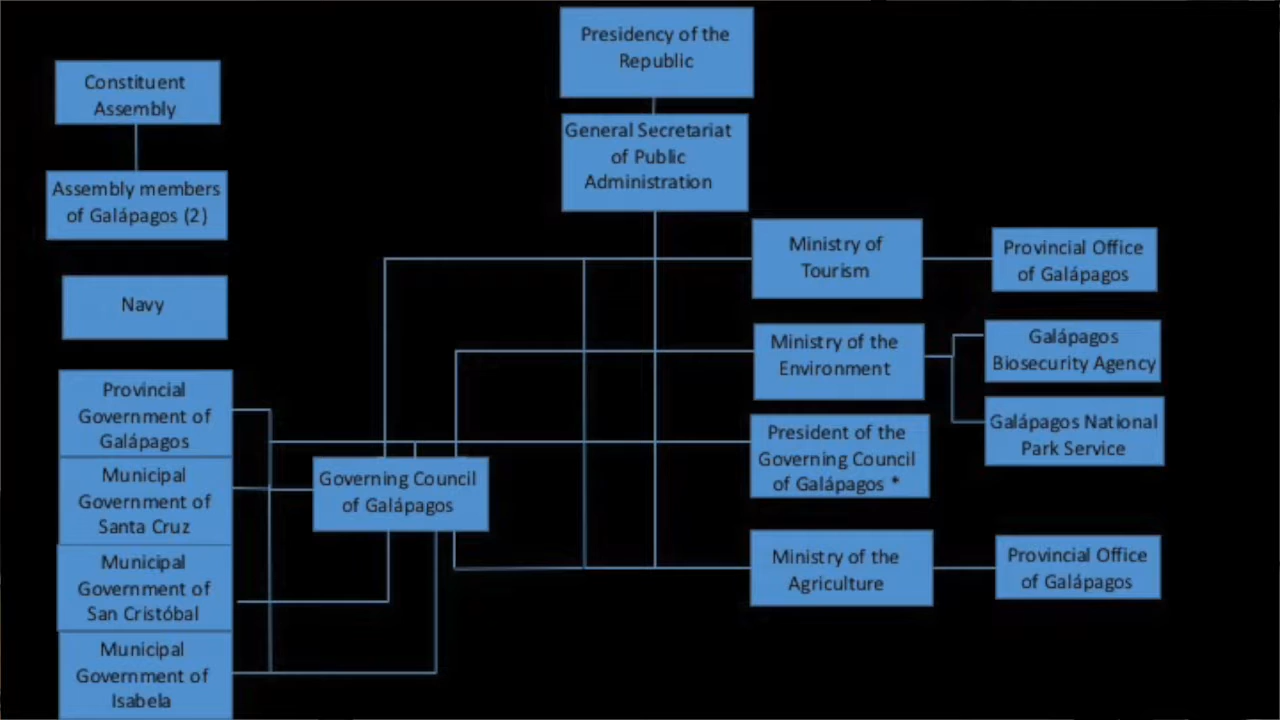 Presidency of the
Republic
Constituent
Assembly
General Secretariat
of Public
Administration
Assembly members
of Galápagos (2)
Ministry of
Tourism
Provincial Office
of Galápagos
Navy
Ministry of the
Environment
Galápagos
Biosecurity Agency
Galápagos National
Park Service
Provincial
Government of
Galápagos
President of the
Governing Council
of Galápagos *
Municipal
Government of
Santa Cruz
Governing Council
of Galápagos
Municipal
Government of
San Cristóbal
Ministry of the
Agriculture
Provincial Office
of Galápagos
Municipal
Government of
Isabela